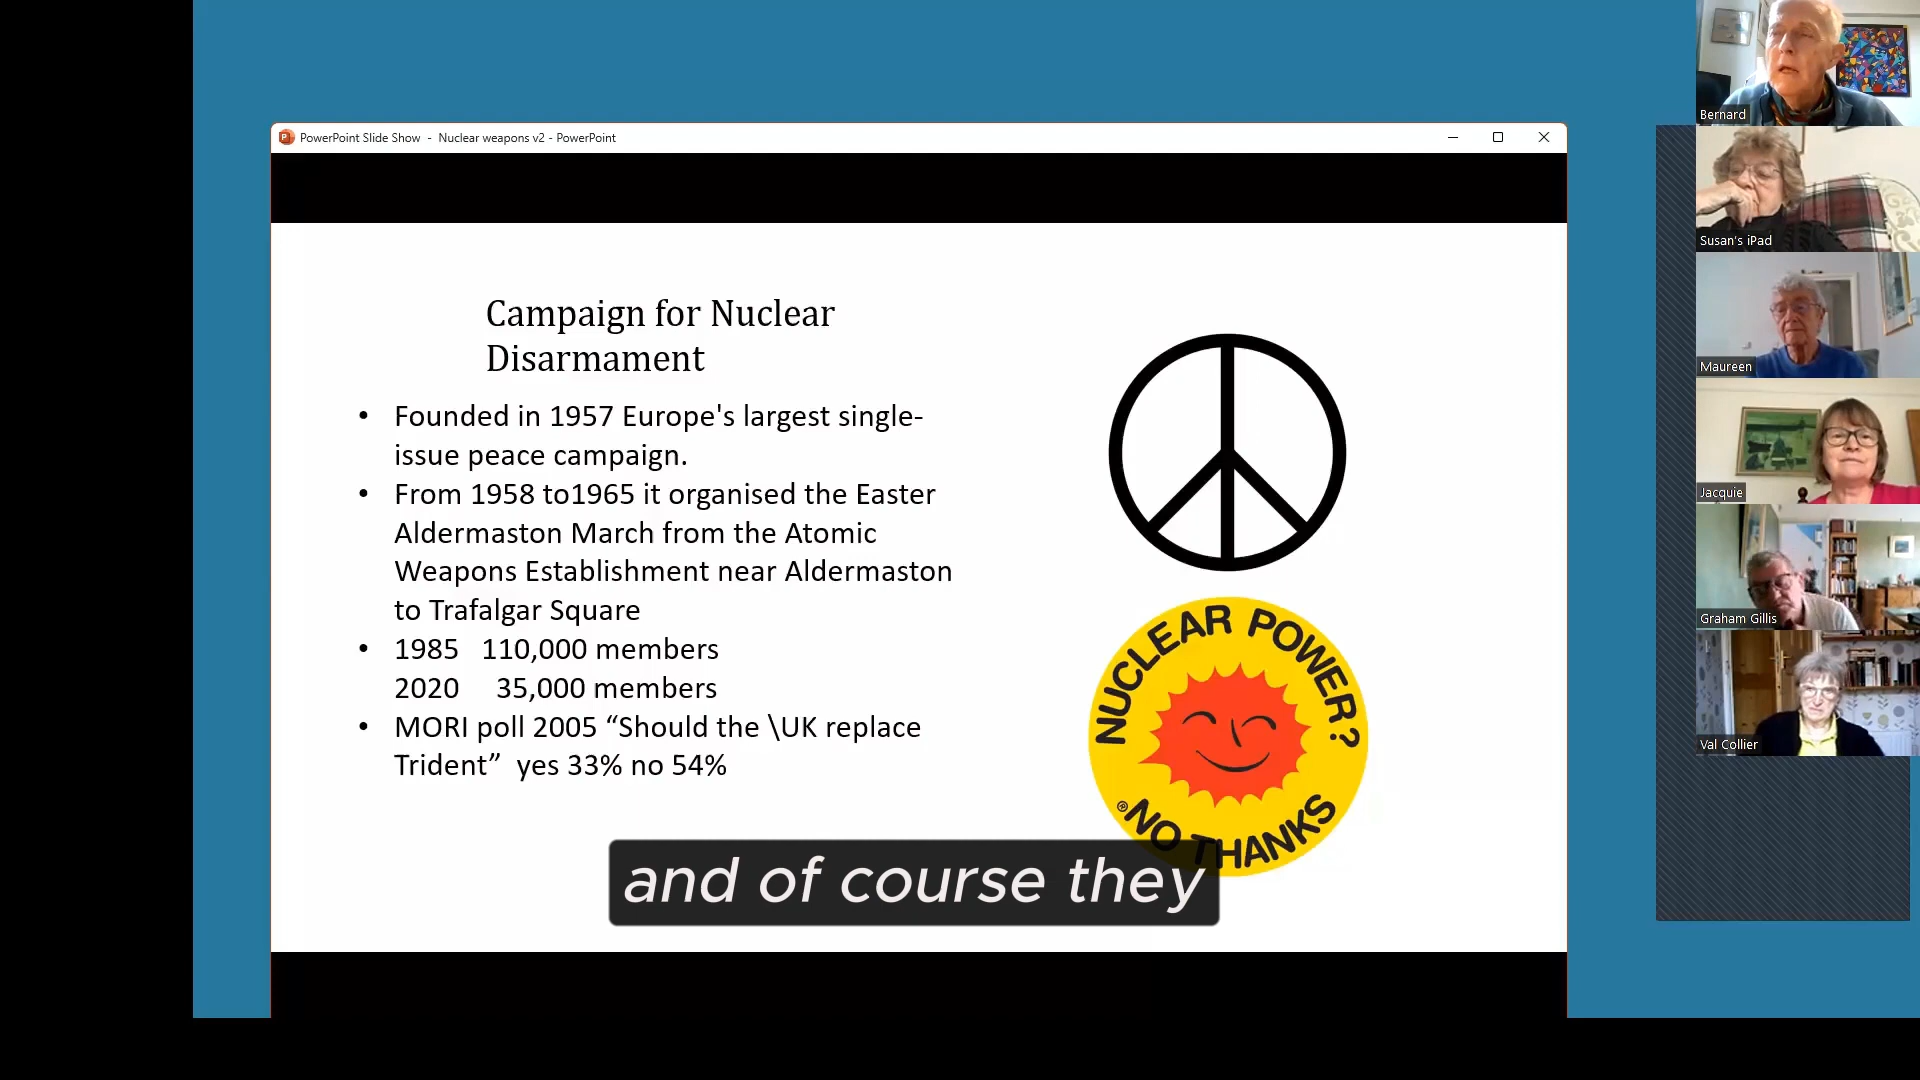 PowerPoint Slide Show - Nuclear weapons v2 - PowerPoint
Campaign for Nuclear
Disarmament
• Founded in 1957 Europe's largest single-
issue peace campaign.
• From 1958 to1965 it organised the Easter
Aldermaston March from the Atomic
Weapons Establishment near Aldermaston
to Trafalgar Square
• 1985 110,000 members
2020 35,000 members
• MORI poll 2005 “Should the \UK replace
Trident” yes 33% no 54%
NUCLEAR POWER?
®NO THANKS
and of course they
Bernard
Susan's iPad
Maureen
Jacquie
Graham Gillis
Val Collier